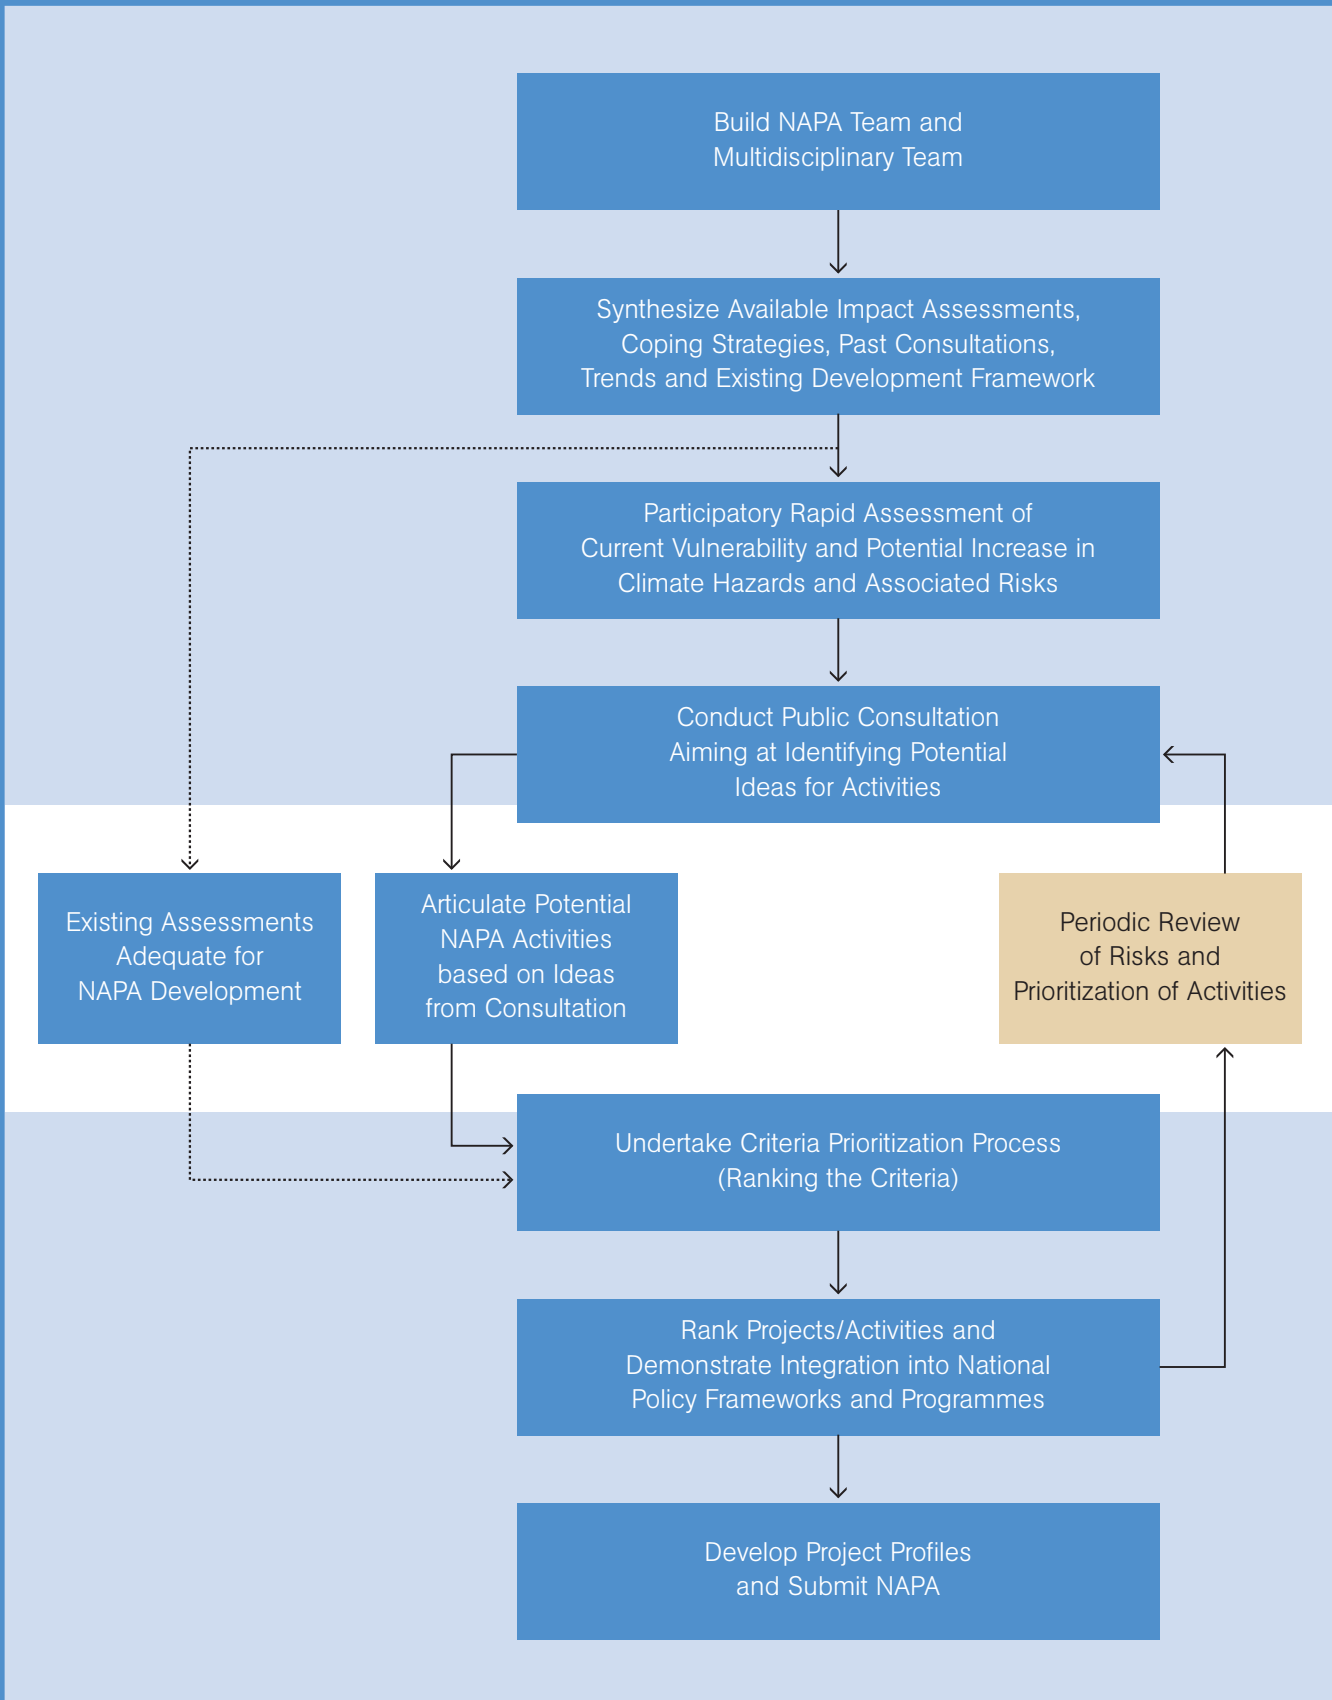 Build NAPA Team and
Multidisciplinary Team
Synthesize Available Impact Assessments,
Coping Strategies, Past Consultations,
Trends and Existing Development Framework
Participatory Rapid Assessment of
Current Vulnerability and Potential Increase in
Climate Hazards and Associated Risks
Conduct Public Consultation
Aiming at Identifying Potential
Ideas for Activities
Existing Assessments
Adequate for
NAPA Development
Articulate Potential
NAPA Activities
based on Ideas
from Consultation
Periodic Review
of Risks and
Prioritization of Activities
Undertake Criteria Prioritization Process
(Ranking the Criteria)
Rank Projects/Activities and
Demonstrate Integration into National
Policy Frameworks and Programmes
Develop Project Profiles
and Submit NAPA